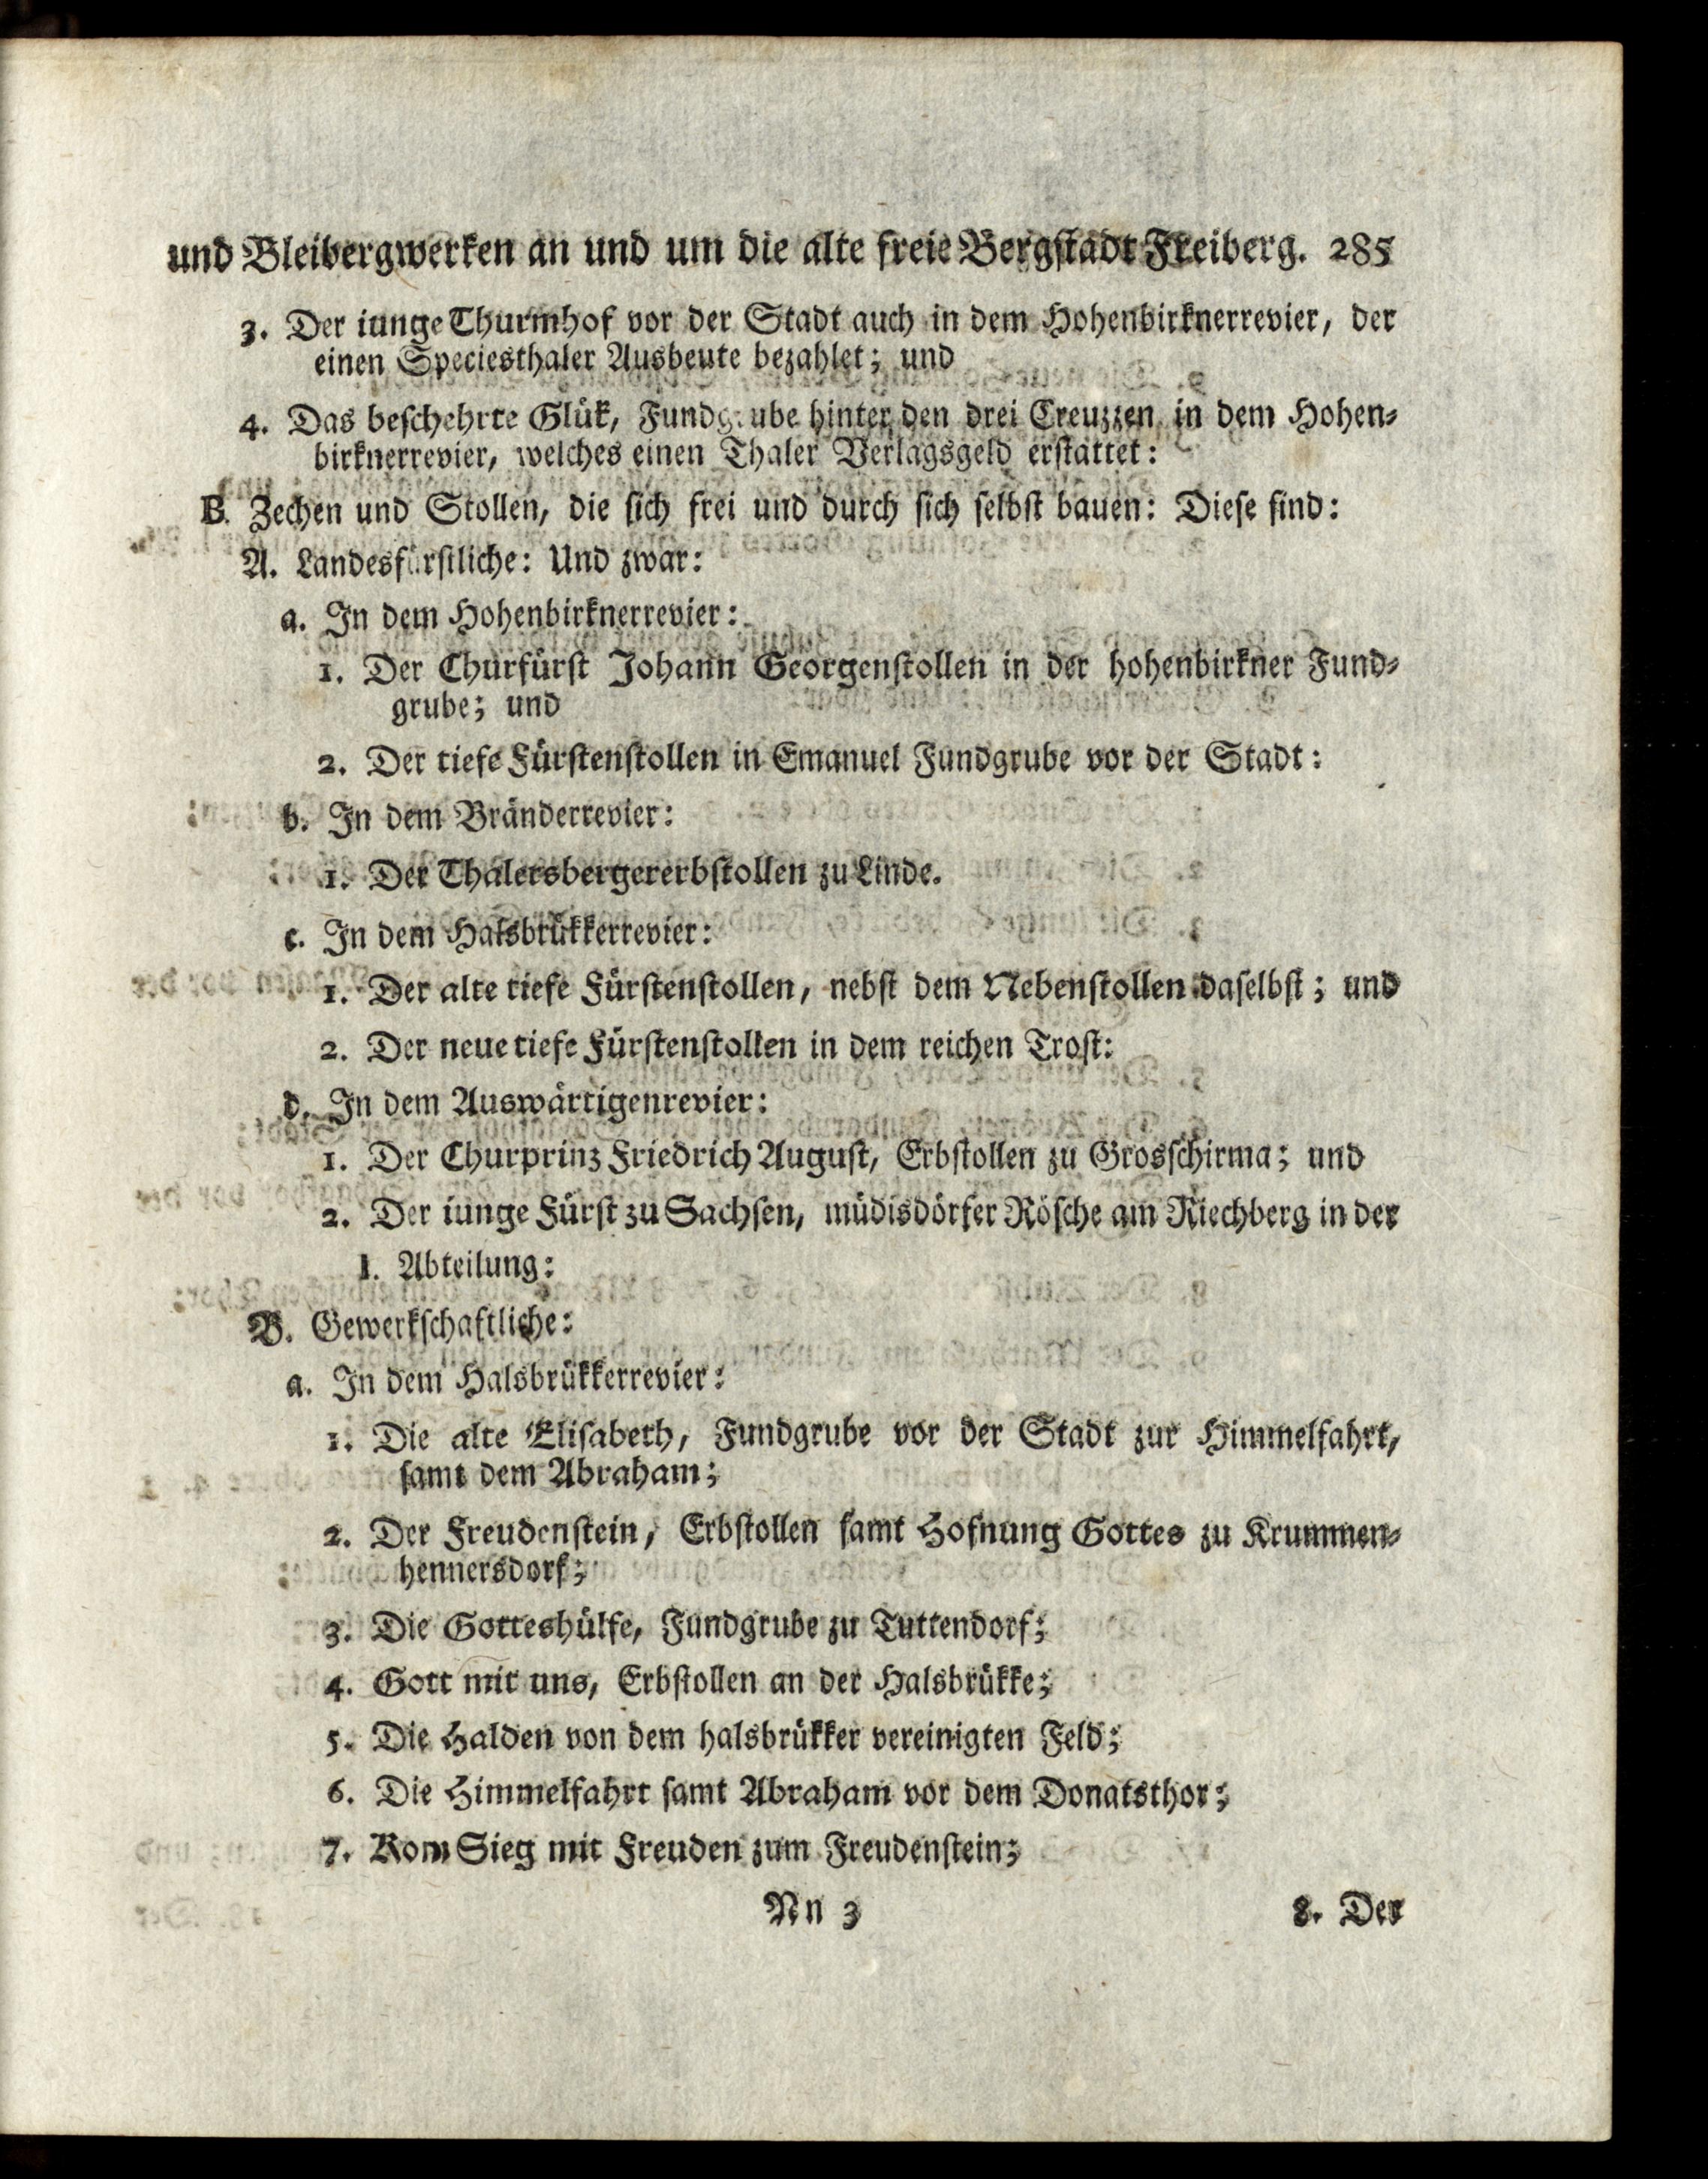 und Bleibergwerken an und um die alte freie Bergstadt Freiberg. 285
3. Der iunge Thurmhof vor der Stadt auch in dem Hohenbirknerrevier, der
einen Speciesthaler Ausbeute bezahlet; und
4. Das beschehrte Glük, Fundgrube hinter den drei Creuzzen in dem Hohen-
birknerrevier, welches einen Thaler Verlagsgeld erstattet:
B. Zechen und Stollen, die sich frei und durch sich selbst bauen: Diese sind:
A. Landesfürstliche: Und zwar:
a. In dem Hohenbirknerrevier:
1. Der Churfürst Johann Georgenstollen in der hohenbirkner Fund-
grube; und
2. Der tiefe Fürstenstollen in Emanuel Fundgrube vor der Stadt:
b. In dem Bränderrevier:
1. Der Thalersbergererbstollen zu Linde.
c. In dem Halsbrükkerrevier:
1. Der alte tiefe Fürstenstollen, nebst dem Nebenstollen daselbst; und
2. Der neue tiefe Fürstenstollen in dem reichen Trost:
d. In dem Auswärtigenrevier:
1. Der Churprinz Friedrich August, Erbstollen zu Grosschirma; und
2. Der iunge Fürst zu Sachsen, müdisdörfer Rösche am Riechberg in der
I. Abteilung:
B. Gewerkschaftliche:
a. In dem Halsbrükkerrevier:
1. Die alte Elisabeth, Fundgrube vor der Stadt zur Himmelfahrt,
samt dem Abraham;
2. Der Freudenstein, Erbstollen samt Hofnung Gottes zu Krummen-
hennersdorf;
3. Die Gotteshülfe, Fundgrube zu Tuttendorf;
4. Gott mit uns, Erbstollen an der Halsbrükke;
5. Die Halden von dem halsbrükker vereinigten Feld;
6. Die Himmelfahrt samt Abraham vor dem Donatsthor;
7. Kom Sieg mit Freuden zum Freudenstein;
Nn 3 8. Der